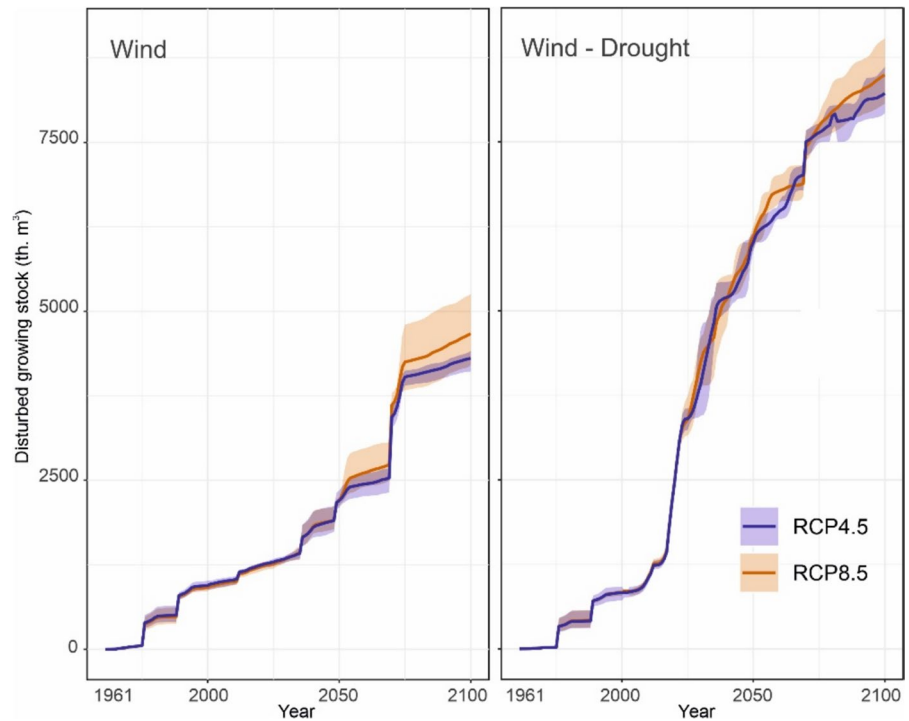 Wind
Wind - Drought
Disturbed growing stock (th. m³)
7500
5000
2500
0
RCP4.5
RCP8.5
1961
2000
2050
2100
Year
1961
2000
2050
2100
Year